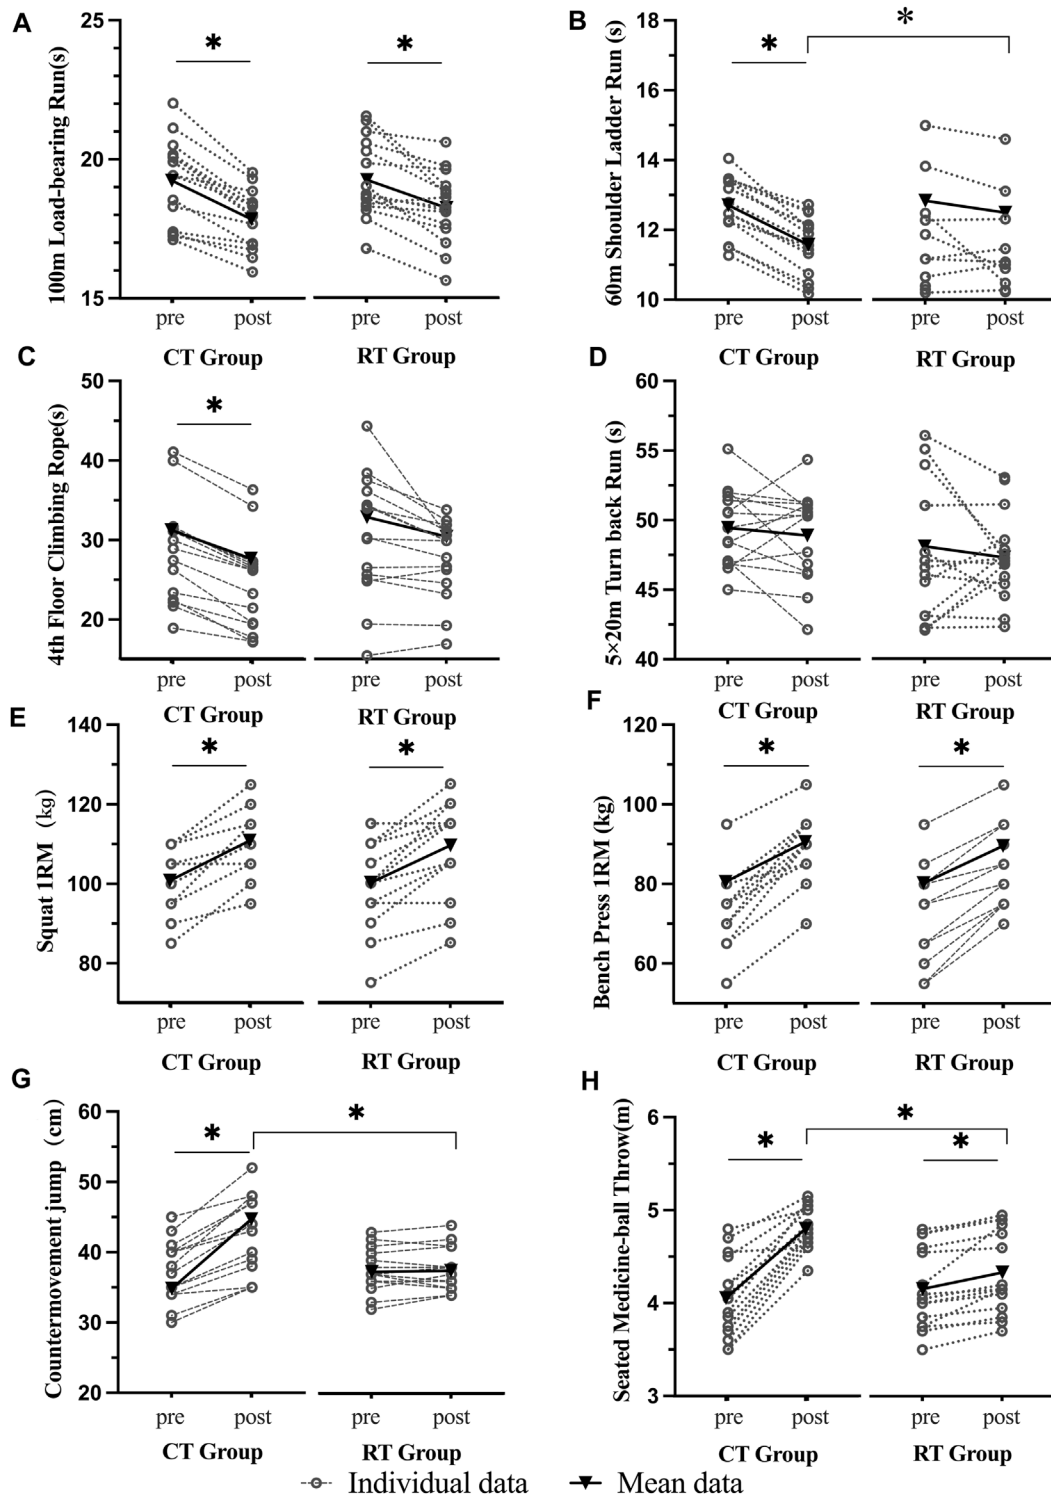 A
100m Load-bearing Run(s)
25
20
15
*
*
pre
post
pre
post
CT Group
RT Group
B
60m Shoulder Ladder Run (s)
18
16
14
12
10
*
*
pre
post
pre
post
CT Group
RT Group
C
4th Floor Climbing Rope(s)
50
40
30
20
*
pre
post
pre
post
CT Group
RT Group
D
5×20m Turn back Run (s)
60
55
50
45
40
pre
post
pre
post
CT Group
RT Group
E
Squat 1RM (kg)
140
120
100
80
*
*
pre
post
pre
post
CT Group
RT Group
F
Bench Press 1RM (kg)
120
100
80
60
*
*
pre
post
pre
post
CT Group
RT Group
G
Countermovement jump (cm)
60
50
40
30
20
*
*
pre
post
pre
post
CT Group
RT Group
H
Seated Medicine-ball Throw(m)
6
5
4
3
*
*
*
pre
post
pre
post
CT Group
RT Group
Individual data
Mean data